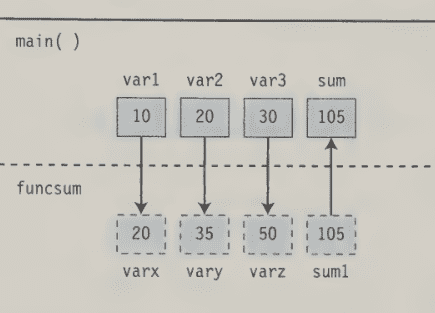 main( )
var1 var2 var3 sum
10 20 30 105
funcsum
20 35 50 105
varx vary varz sum1